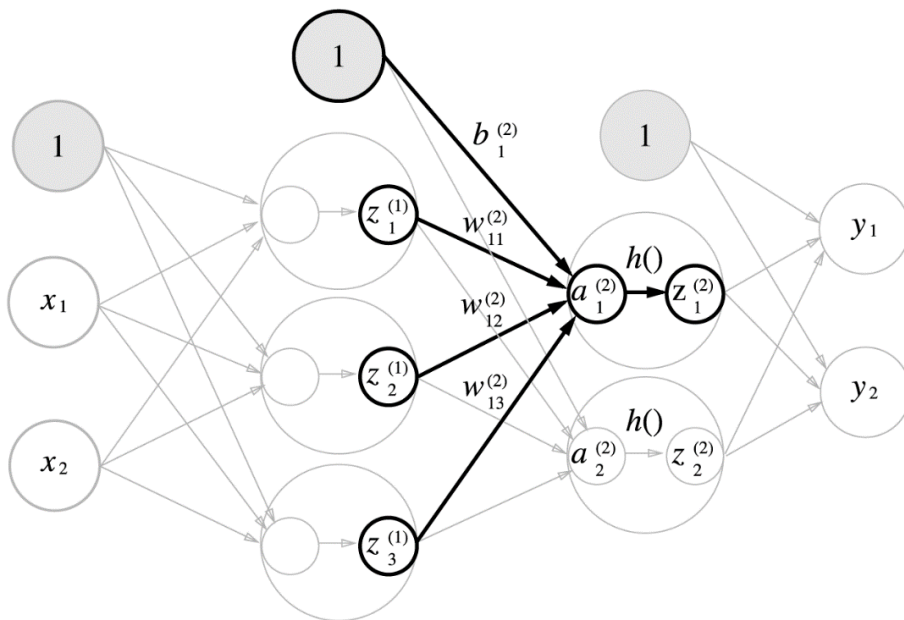 1
b₁⁽²⁾
1
1
z₁⁽¹⁾
w₁₁⁽²⁾
h()
y₁
x₁
w₁₂⁽²⁾
a₁⁽²⁾
z₁⁽²⁾
z₂⁽¹⁾
w₁₃⁽²⁾
y₂
h()
x₂
a₂⁽²⁾
z₂⁽²⁾
z₃⁽¹⁾